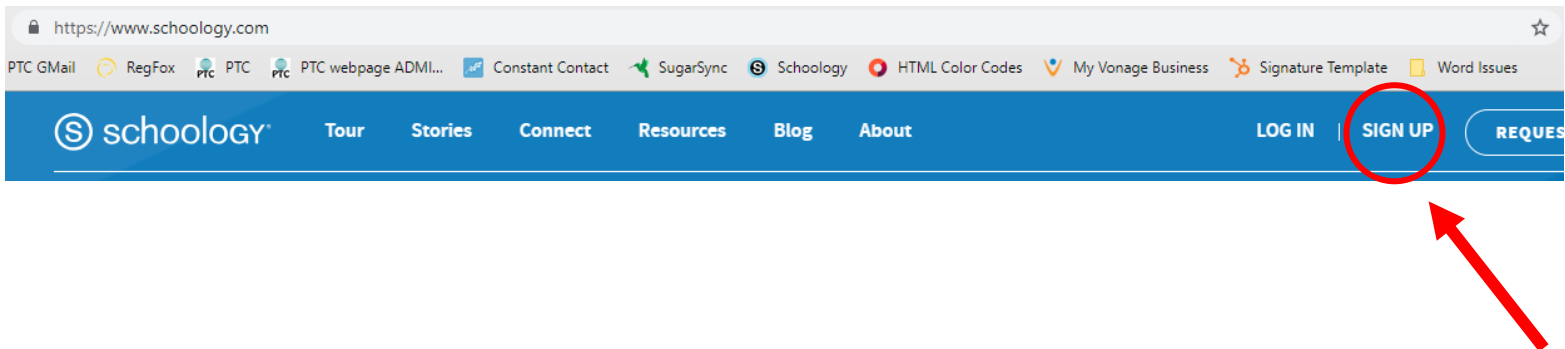 https://www.schoology.com
PTC GMail RegFox PTC PTC PTC PTC webpage ADMI... Constant Contact SugarSync S Schoology HTML Color Codes My Vonage Business Signature Template Word Issues
S schoology Tour Stories Connect Resources Blog About LOG IN | SIGN UP REQUES